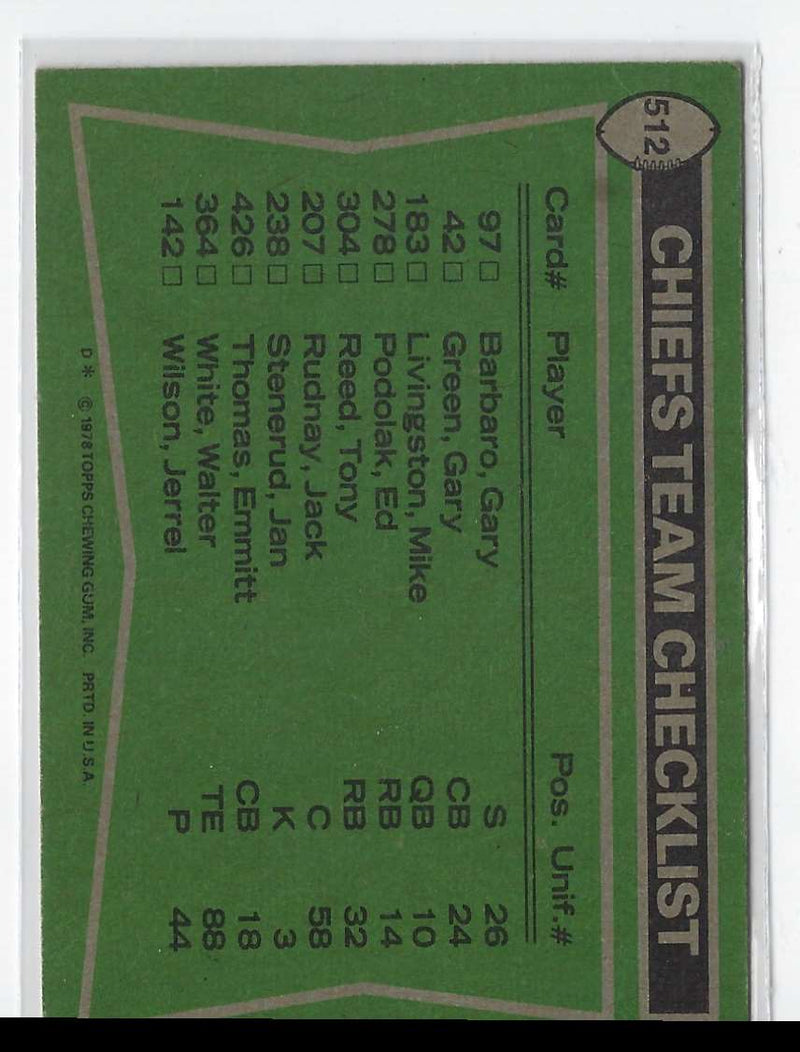 512
CHIEFS TEAM CHECKLIST
Card# Player Pos. Unif.#
97□ Barbaro, Gary S 26
42□ Green, Gary CB 24
183□ Livingston, Mike QB 10
278□ Podolak, Ed RB 14
304□ Reed, Tony RB 32
207□ Rudnay, Jack C 58
238□ Stenerud, Jan K 3
426□ Thomas, Emmitt CB 18
364□ White, Walter TE 88
142□ Wilson, Jerrel P 44
D* © 1978 TOPPS CHEWING GUM, INC. PRTD. IN U.S.A.